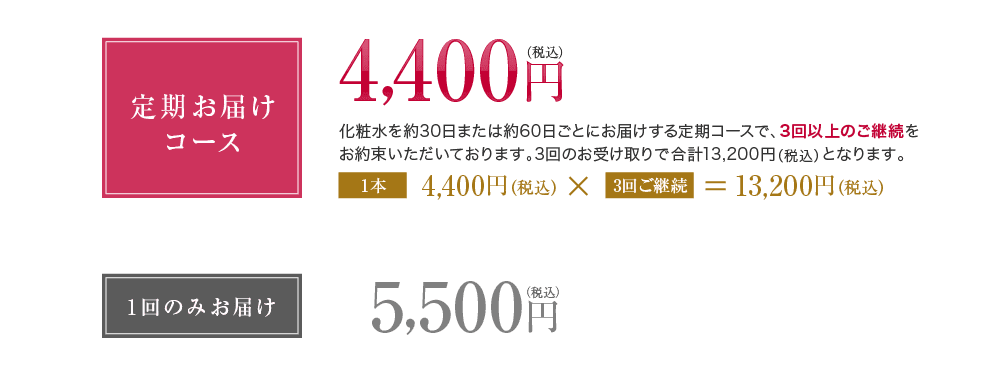 定期お届け
コース
4,400円(税込)
化粧水を約30日または約60日ごとにお届けする定期コースで、3回以上のご継続を
お約束いただいております。3回のお受け取りで合計13,200円(税込)となります。
1本 4,400円(税込) × 3回ご継続 = 13,200円(税込)
1回のみお届け
5,500円(税込)